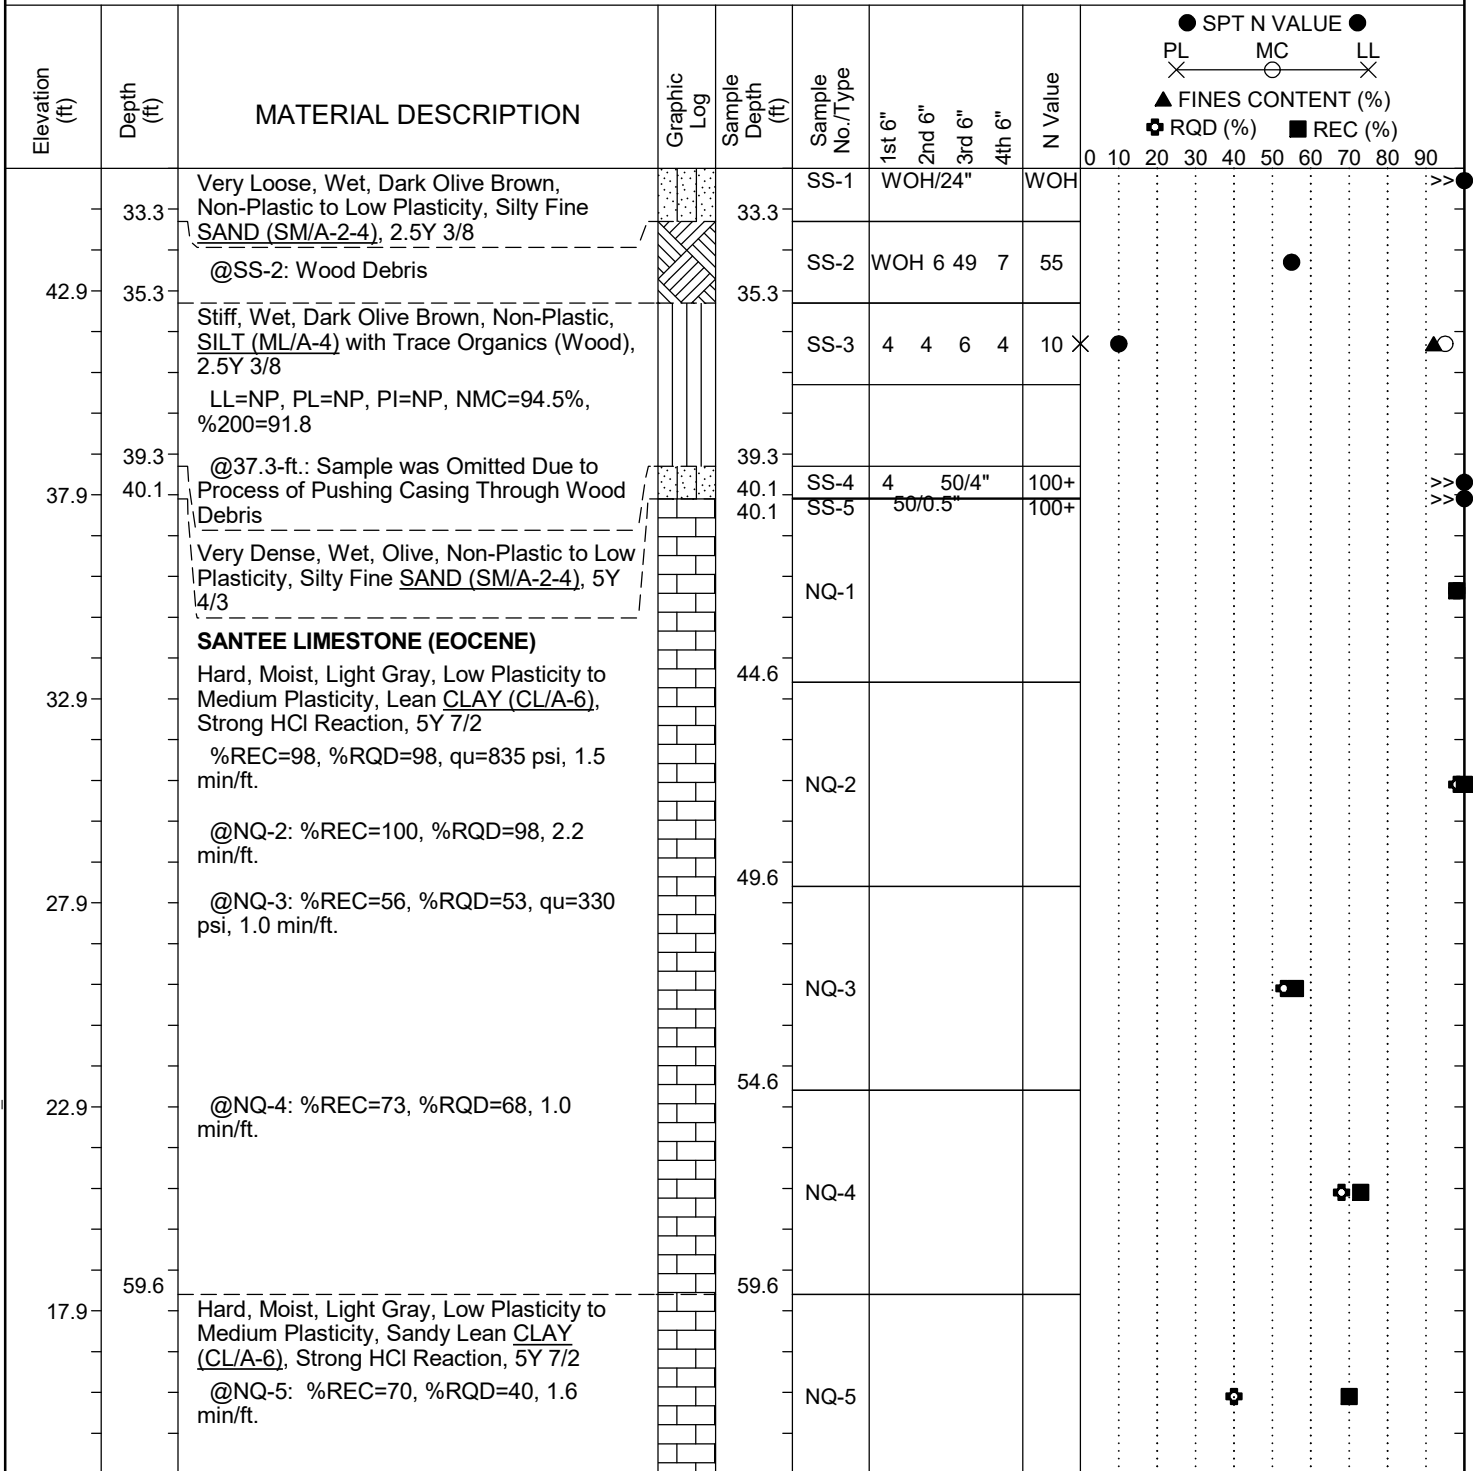 Elevation (ft)
Depth (ft)
MATERIAL DESCRIPTION
Graphic Log
Sample Depth (ft)
Sample No./Type
1st 6"
2nd 6"
3rd 6"
4th 6"
N Value
SPT N VALUE
PL MC LL
FINES CONTENT (%)
RQD (%) REC (%)
0 10 20 30 40 50 60 70 80 90
Very Loose, Wet, Dark Olive Brown,
Non-Plastic to Low Plasticity, Silty Fine
SAND (SM/A-2-4), 2.5Y 3/8
33.3
33.3
SS-1 WOH/24" WOH >>
@SS-2: Wood Debris
SS-2 WOH 6 49 7 55
42.9
35.3
35.3
Stiff, Wet, Dark Olive Brown, Non-Plastic,
SILT (ML/A-4) with Trace Organics (Wood),
2.5Y 3/8
SS-3 4 4 6 4 10
LL=NP, PL=NP, PI=NP, NMC=94.5%,
%200=91.8
39.3
39.3
@37.3-ft.: Sample was Omitted Due to
Process of Pushing Casing Through Wood
Debris
37.9
40.1
40.1
SS-4 4 50/4" 100+ >>
40.1
SS-5 50/0.5" 100+ >>
Very Dense, Wet, Olive, Non-Plastic to Low
Plasticity, Silty Fine SAND (SM/A-2-4), 5Y
4/3
NQ-1
SANTEE LIMESTONE (EOCENE)
44.6
Hard, Moist, Light Gray, Low Plasticity to
Medium Plasticity, Lean CLAY (CL/A-6),
Strong HCl Reaction, 5Y 7/2
32.9
%REC=98, %RQD=98, qu=835 psi, 1.5
min/ft.
NQ-2
@NQ-2: %REC=100, %RQD=98, 2.2
min/ft.
49.6
27.9
@NQ-3: %REC=56, %RQD=53, qu=330
psi, 1.0 min/ft.
NQ-3
54.6
22.9
@NQ-4: %REC=73, %RQD=68, 1.0
min/ft.
NQ-4
59.6
59.6
17.9
Hard, Moist, Light Gray, Low Plasticity to
Medium Plasticity, Sandy Lean CLAY
(CL/A-6), Strong HCl Reaction, 5Y 7/2
@NQ-5: %REC=70, %RQD=40, 1.6
min/ft.
NQ-5